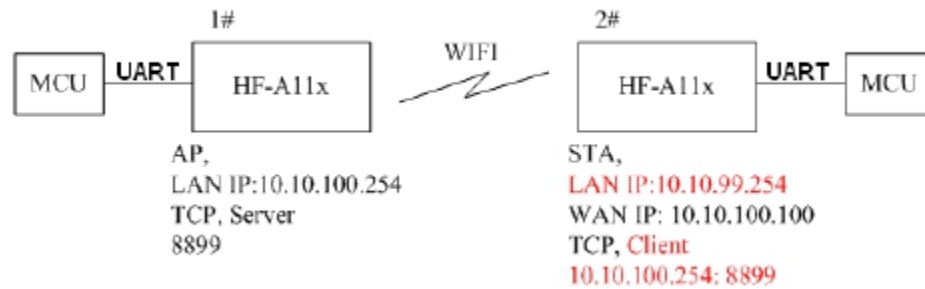 1#
2#
WIFI
MCU
UART
HF-A11x
HF-A11x
UART
MCU
AP,
LAN IP:10.10.100.254
TCP, Server
8899
STA,
LAN IP:10.10.99.254
WAN IP: 10.10.100.100
TCP, Client
10.10.100.254: 8899